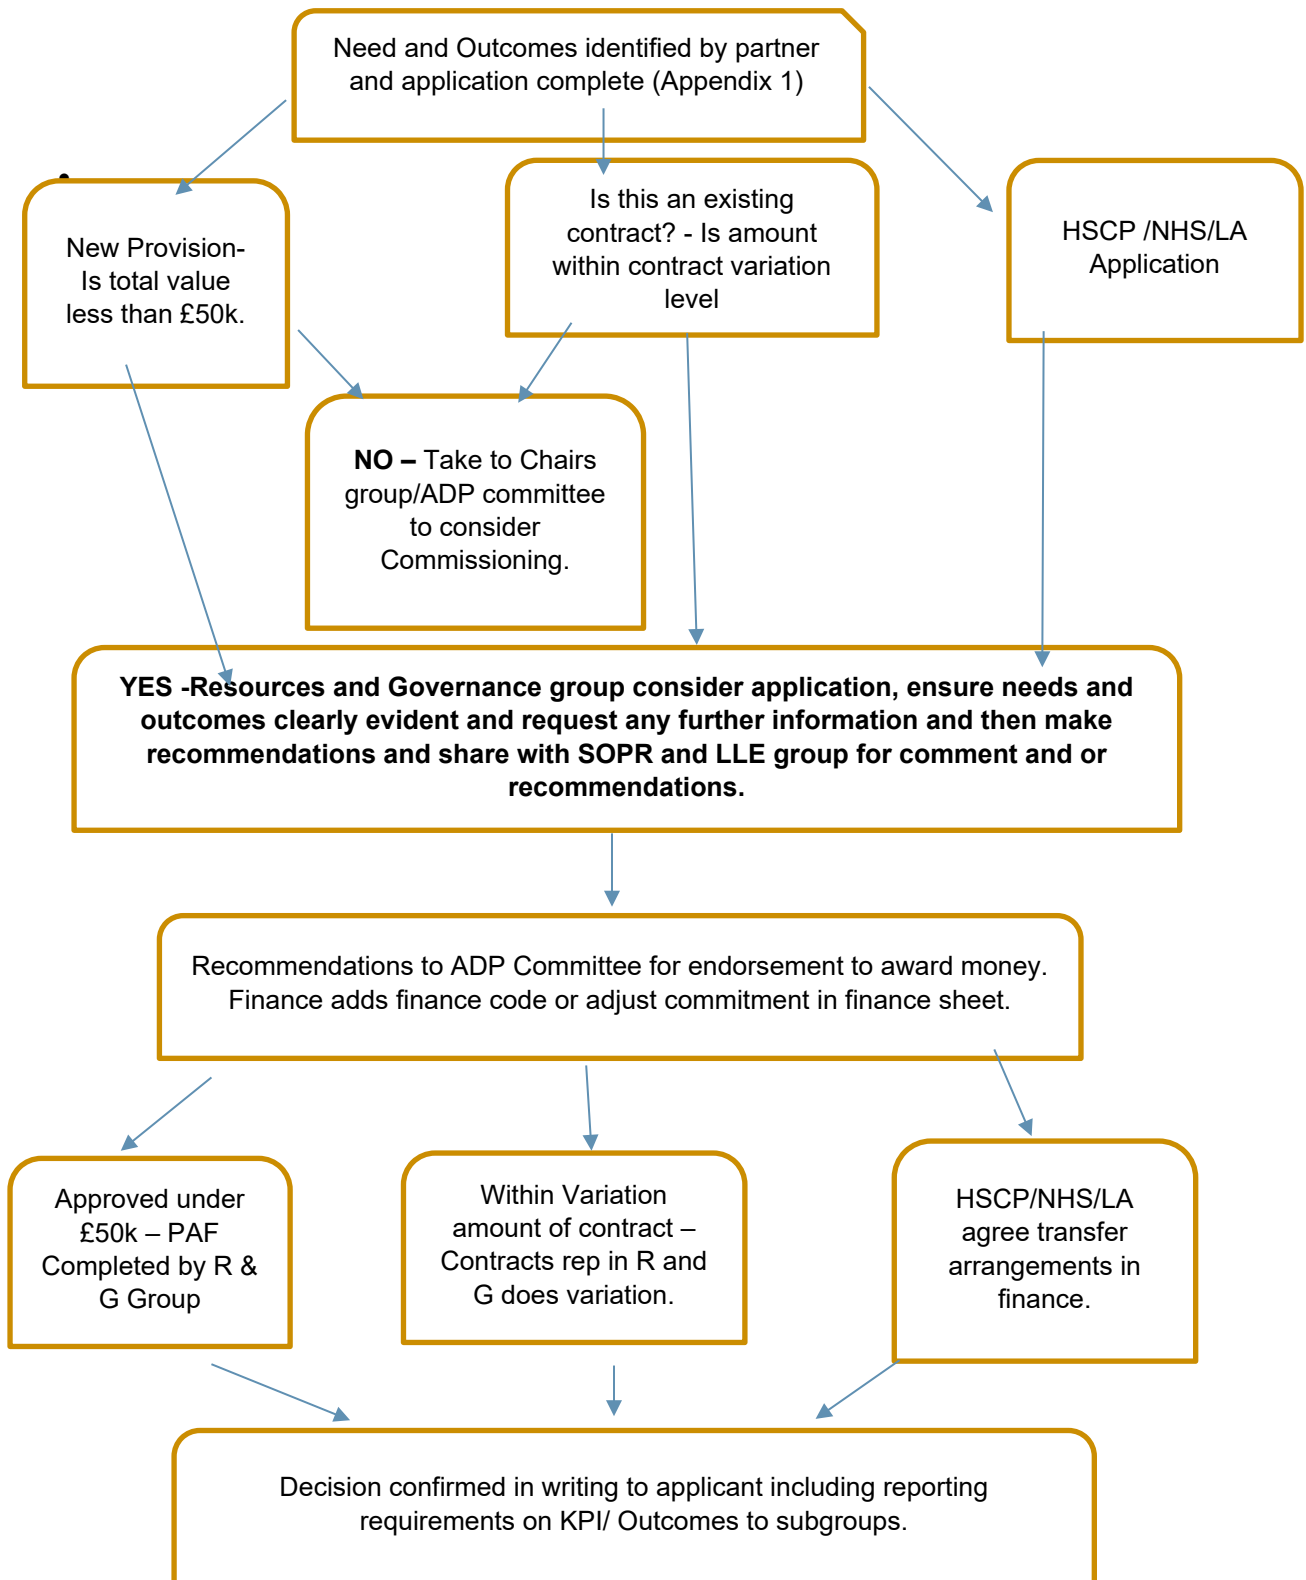 Need and Outcomes identified by partner
and application complete (Appendix 1)
New Provision-
Is total value
less than £50k.
Is this an existing
contract? - Is amount
within contract variation
level
HSCP /NHS/LA
Application
NO – Take to Chairs
group/ADP committee
to consider
Commissioning.
YES -Resources and Governance group consider application, ensure needs and
outcomes clearly evident and request any further information and then make
recommendations and share with SOPR and LLE group for comment and or
recommendations.
Recommendations to ADP Committee for endorsement to award money.
Finance adds finance code or adjust commitment in finance sheet.
Approved under
£50k – PAF
Completed by R &
G Group
Within Variation
amount of contract –
Contracts rep in R and
G does variation.
HSCP/NHS/LA
agree transfer
arrangements in
finance.
Decision confirmed in writing to applicant including reporting
requirements on KPI/ Outcomes to subgroups.